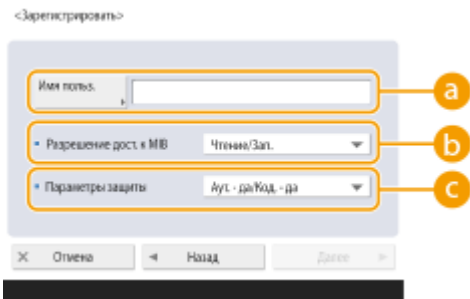 <Зарегистрировать>
Имя польз.
a
Разрешение дост. к MIB
Чтение/Зап.
b
Параметры защиты
Аут. - да/Код. - да
c
Отмена
Назад
Далее